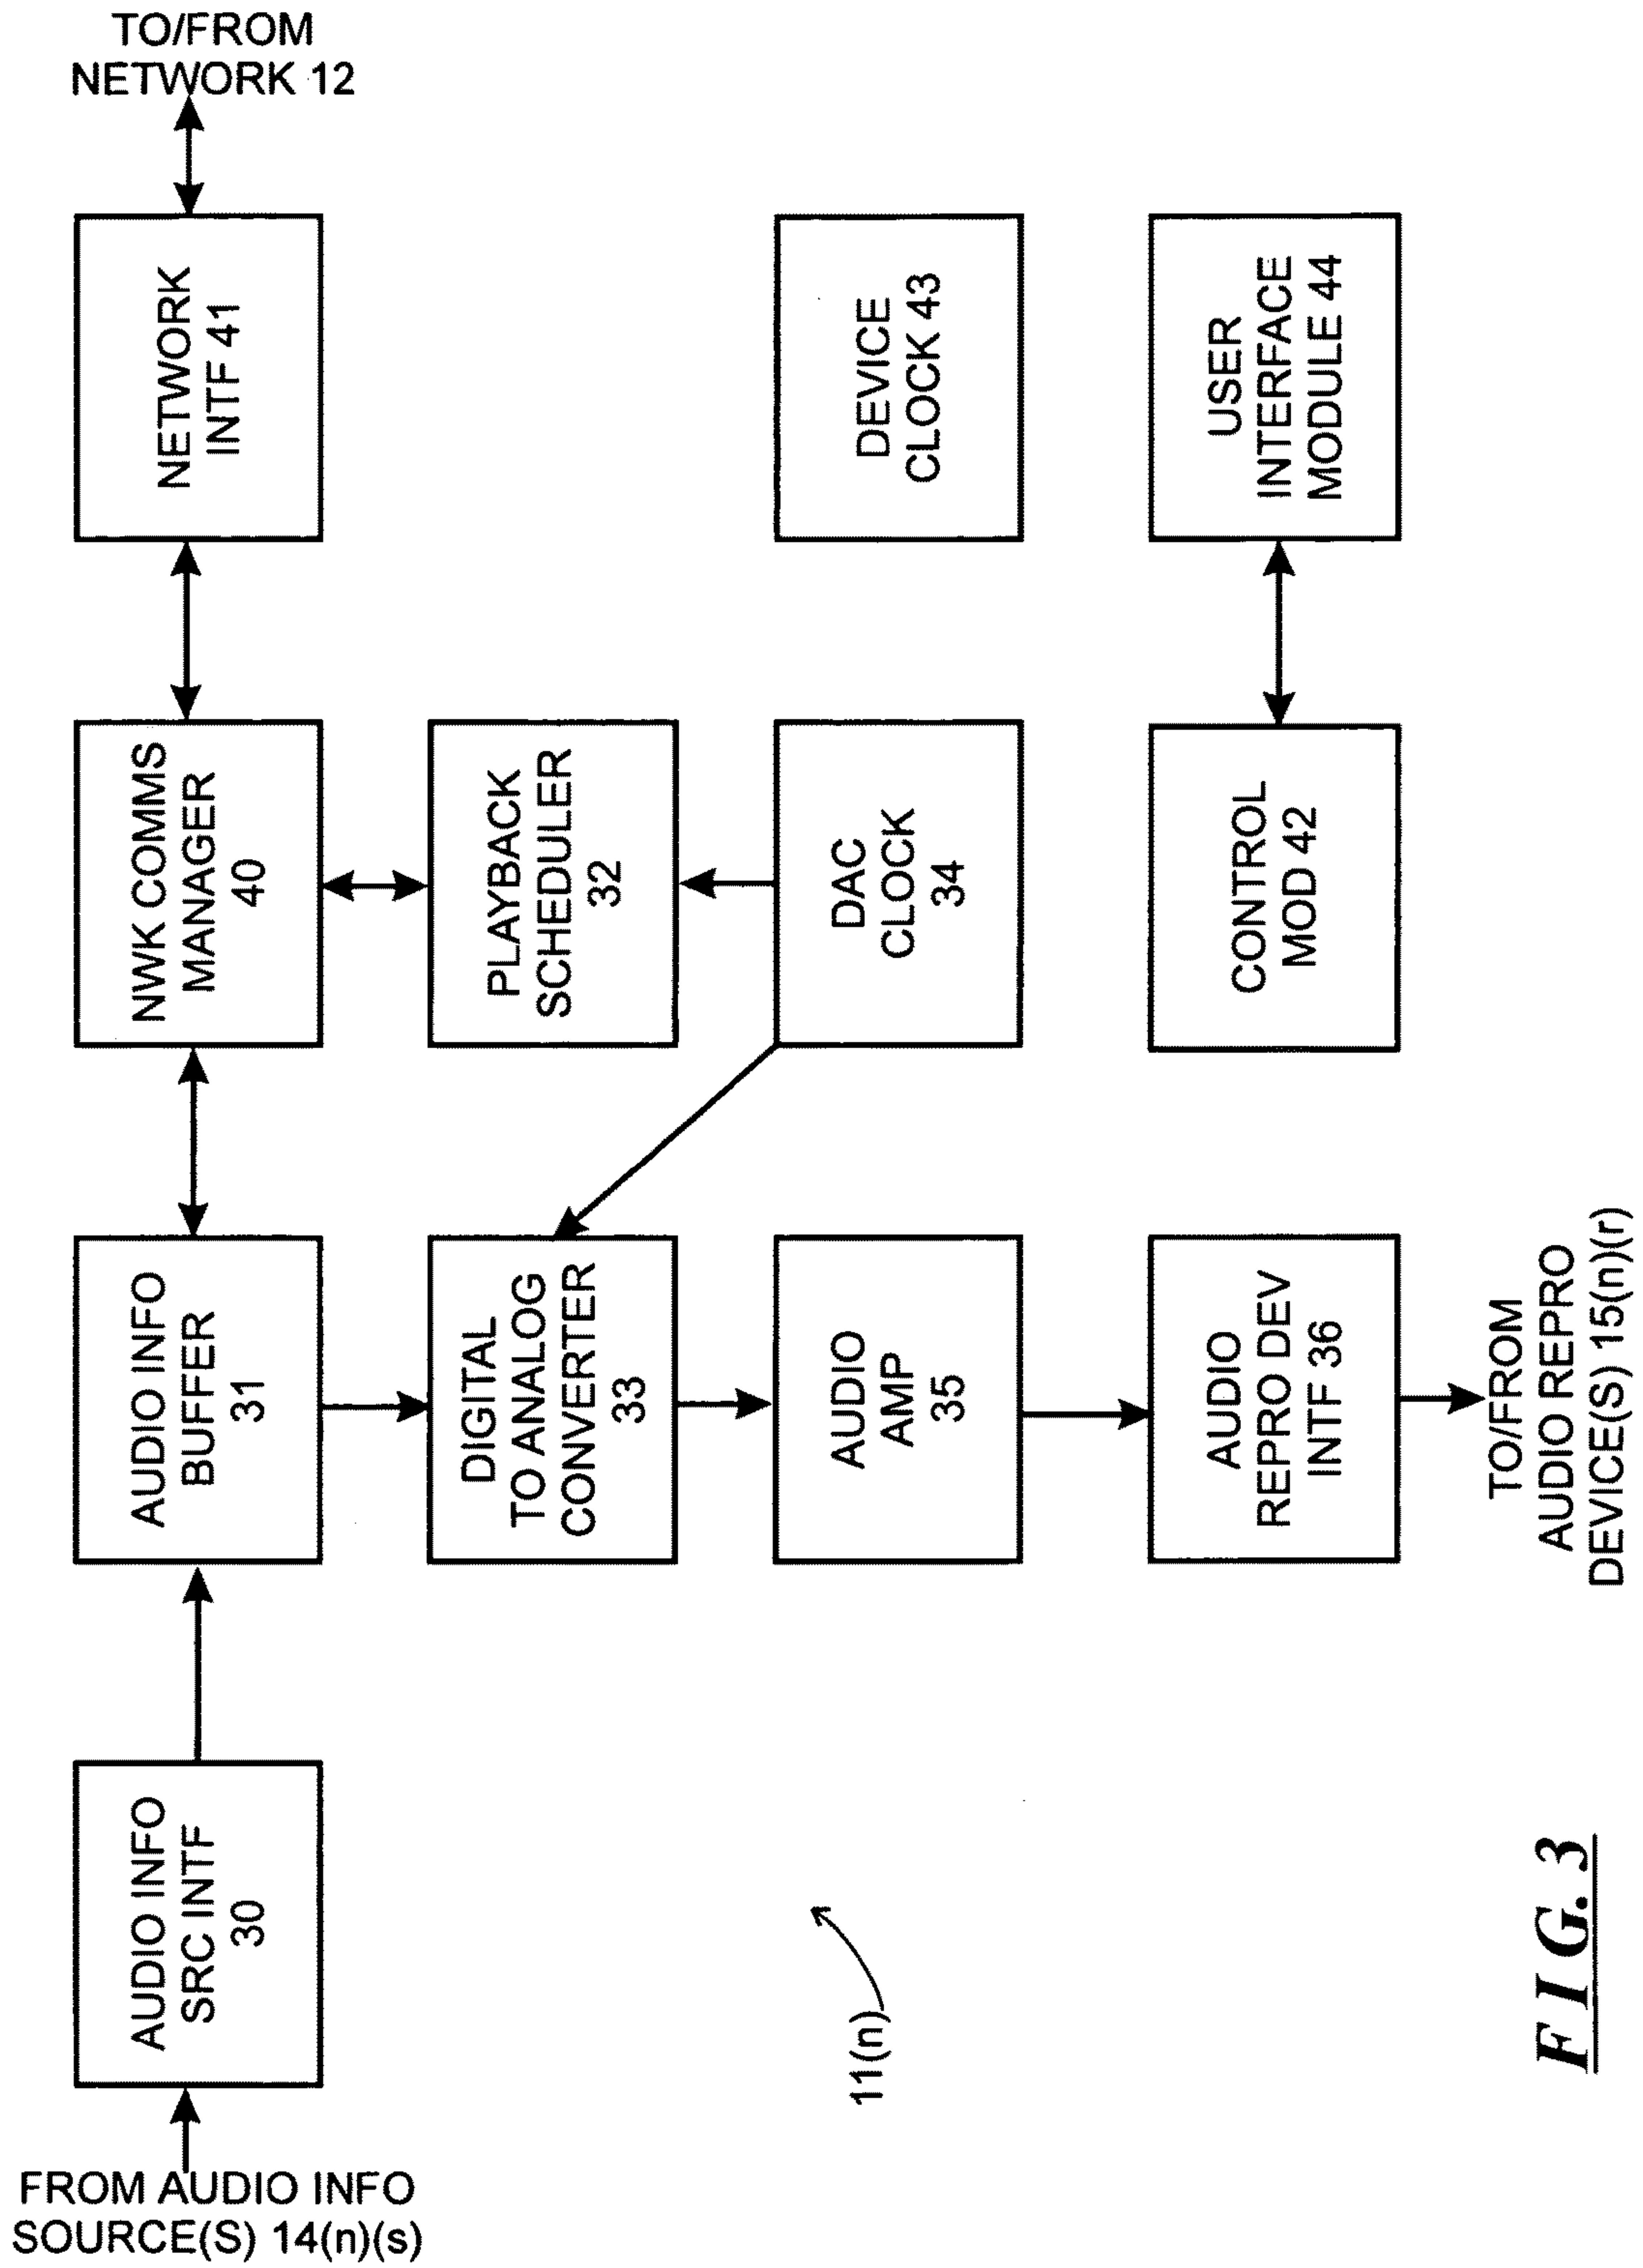 TO/FROM
NETWORK 12
FROM AUDIO INFO
SOURCE(S) 14(n)(s)
AUDIO INFO
SRC INTF
30
AUDIO INFO
BUFFER
31
NWK COMMS
MANAGER
40
NETWORK
INTF 41
DIGITAL
TO ANALOG
CONVERTER
33
PLAYBACK
SCHEDULER
32
AUDIO
AMP
35
DAC
CLOCK
34
DEVICE
CLOCK 43
AUDIO
REPRO DEV
INTF 36
CONTROL
MOD 42
USER
INTERFACE
MODULE 44
TO/FROM
AUDIO REPRO
DEVICE(S) 15(n)(r)
11(n)
FIG. 3